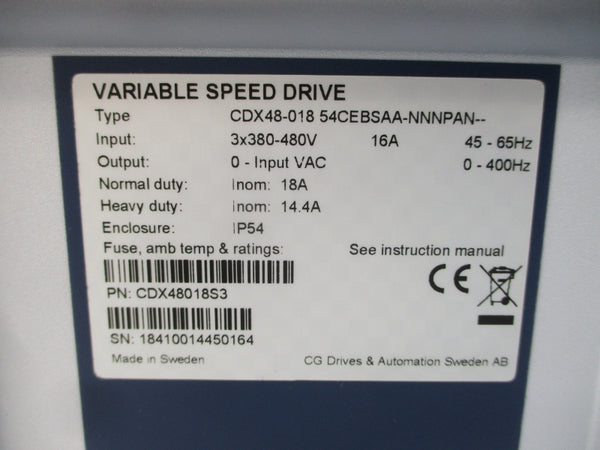 VARIABLE SPEED DRIVE
Type CDX48-018 54CEBSAA-NNNPAN--
Input: 3x380-480V 16A 45 - 65Hz
Output: 0 - Input VAC 0 - 400Hz
Normal duty: Inom: 18A
Heavy duty: Inom: 14.4A
Enclosure: IP54
Fuse, amb temp & ratings: See instruction manual
CE
PN: CDX48018S3
SN: 18410014450164
Made in Sweden CG Drives & Automation Sweden AB